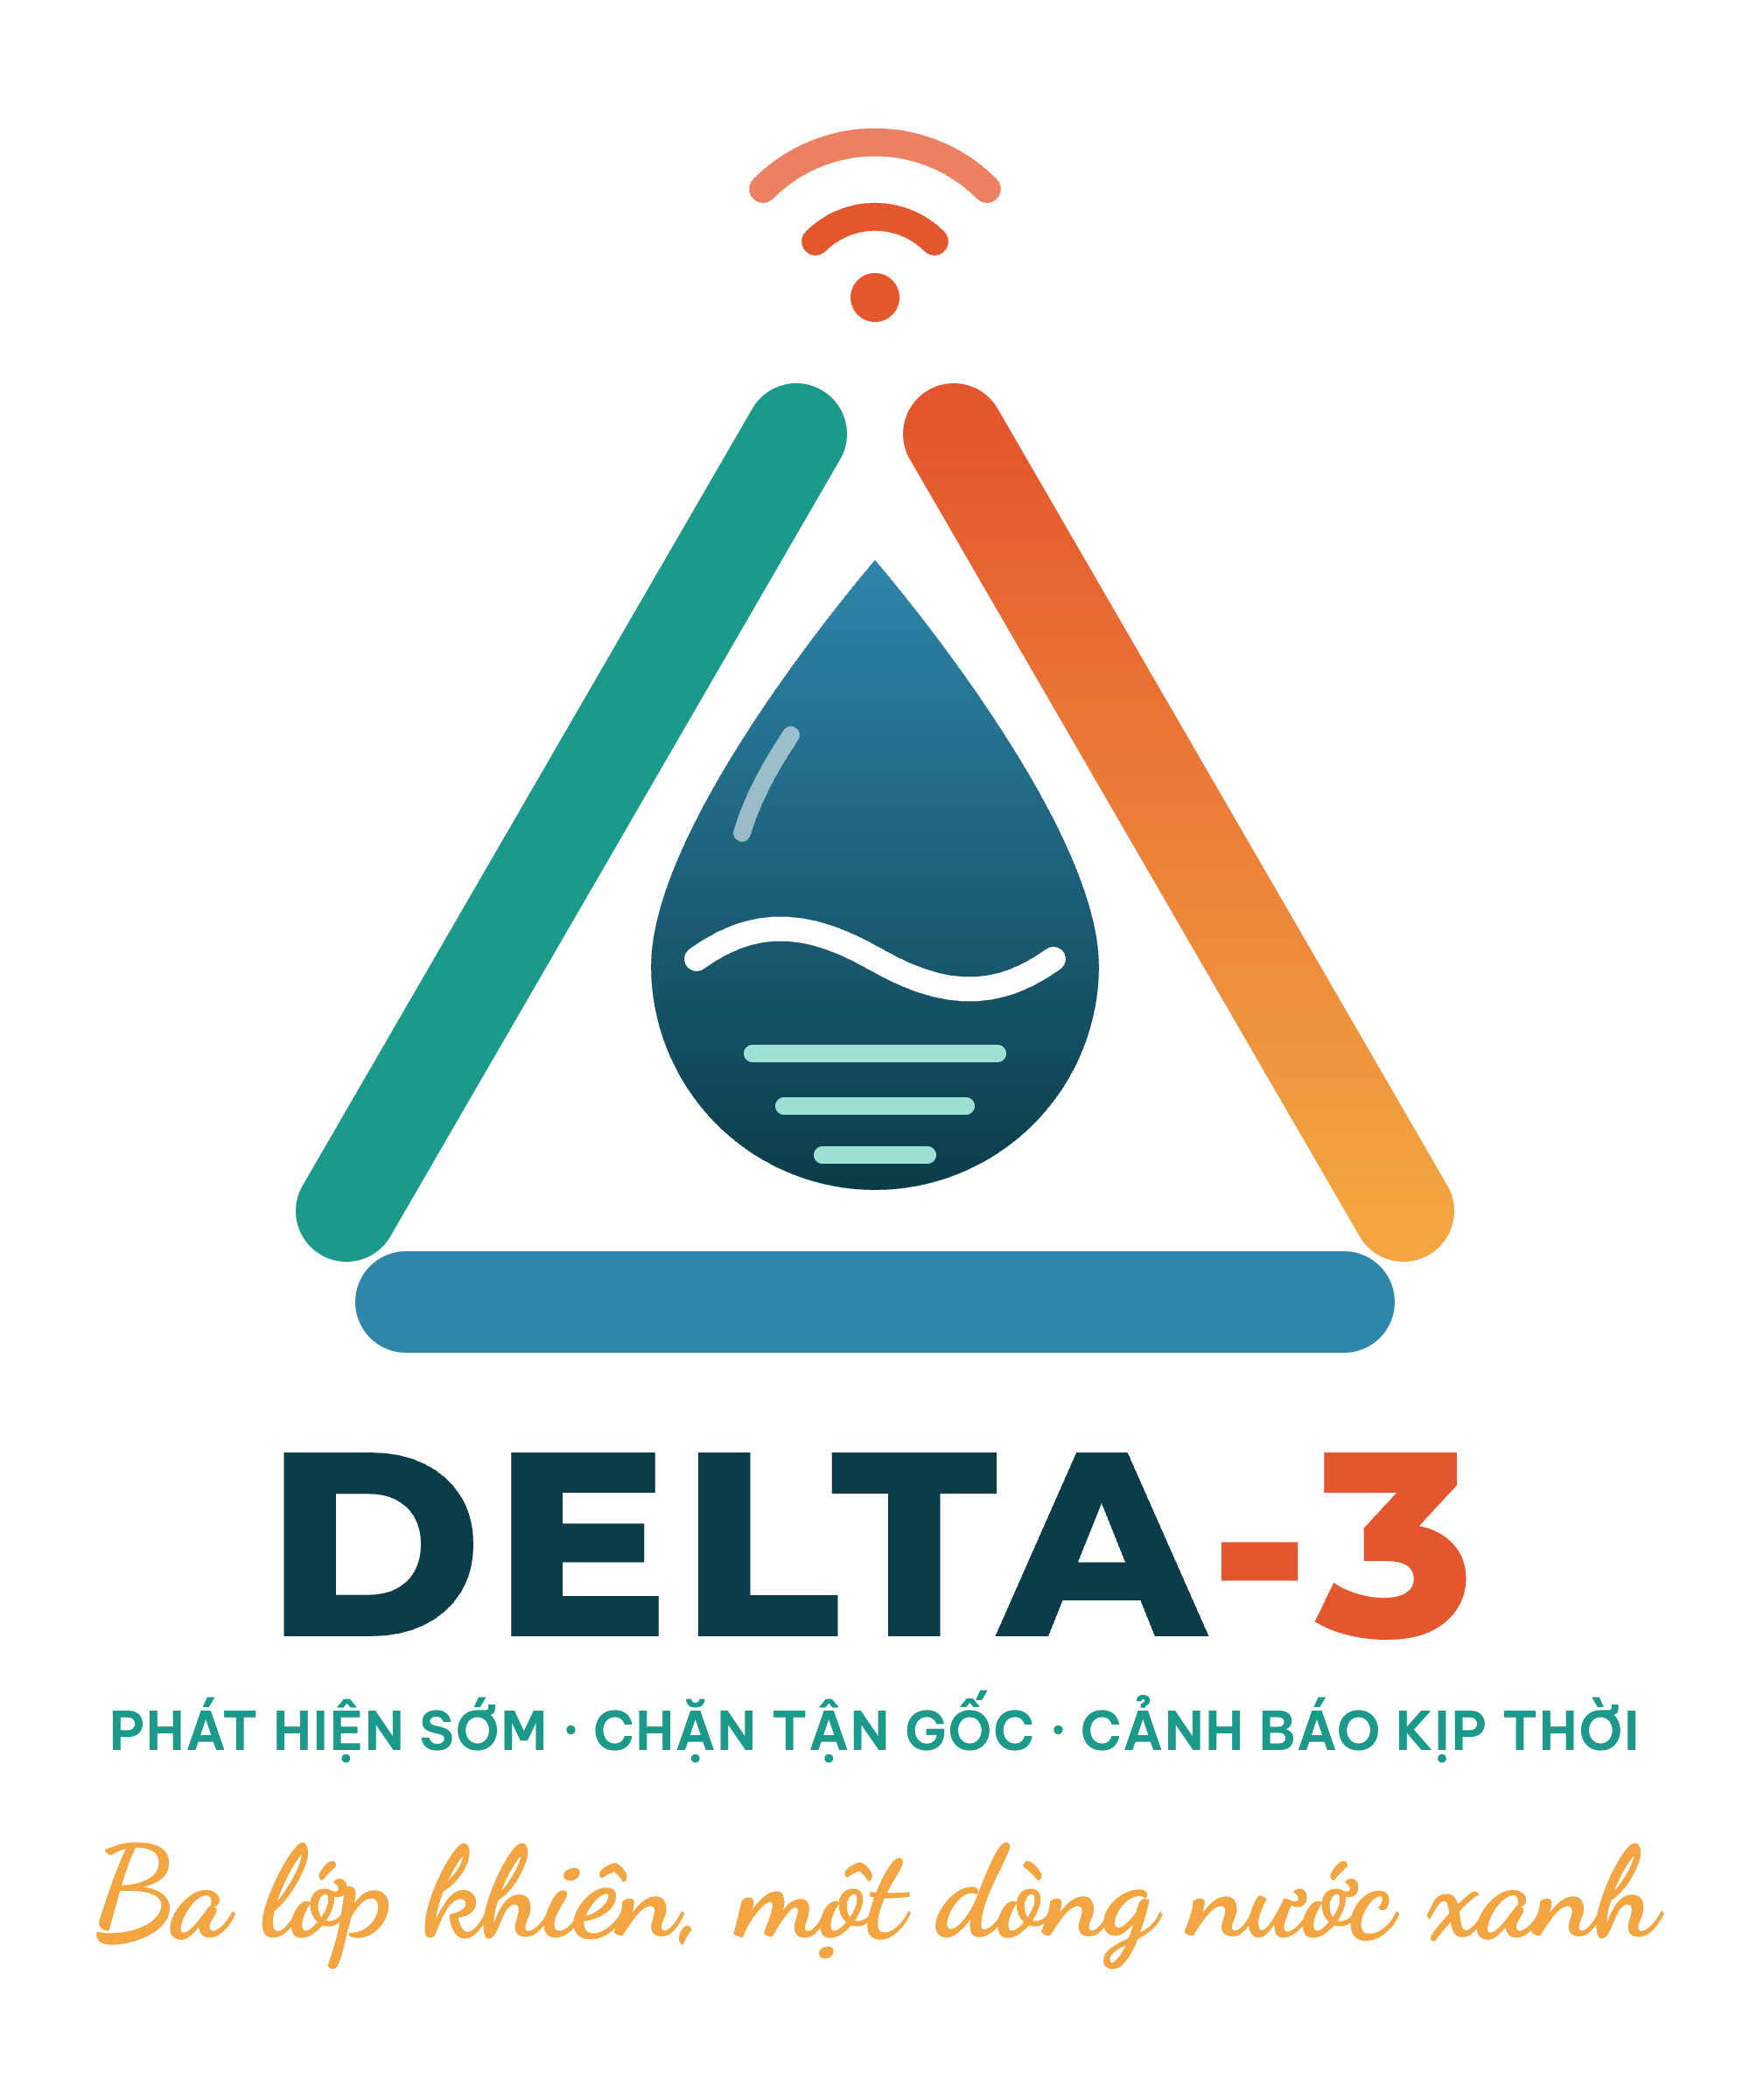 DELTA-3
PHÁT HIỆN SỚM · CHẶN TẬN GỐC · CẢNH BÁO KỊP THỜI
Ba lớp khiên, một dòng nước xanh